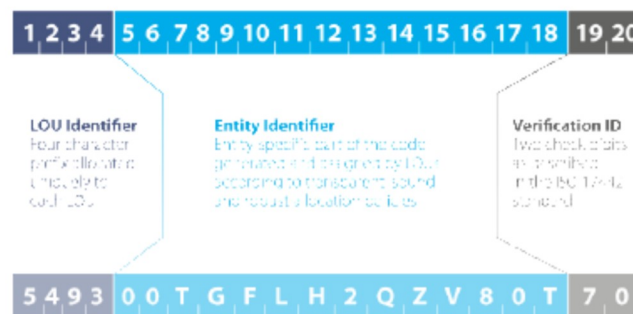 1 2 3 4 5 6 7 8 9 10 11 12 13 14 15 16 17 18 19 20
LOU Identifier
Four character
prefix allocated
uniquely to
each LOU
Entity Identifier
Entity-specific part of the code
generated and assigned by LOUs
according to transparent, sound
and robust allocation policies
Verification ID
Two check digits
as described
in the ISO 17442
standard
5 4 9 3 0 0 T G F L H 2 Q Z V 8 0 T 7 0